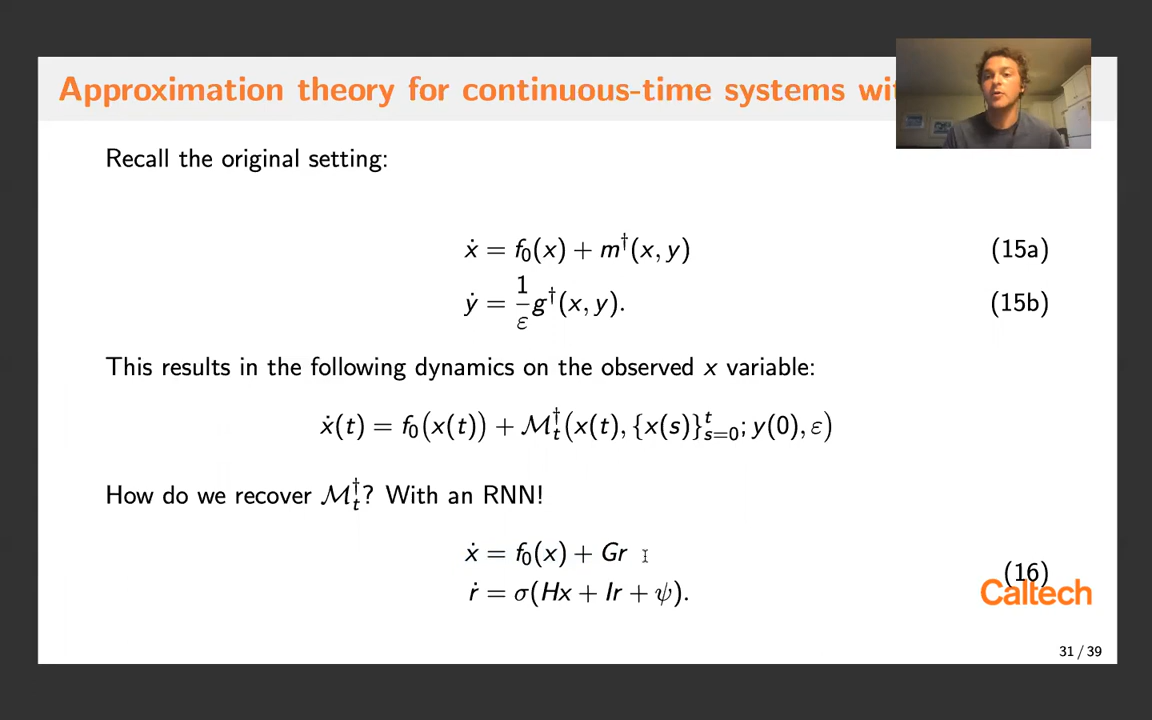 Approximation theory for continuous-time systems
Recall the original setting:
ẋ = f₀(x) + m†(x, y) (15a)
ẏ = 1/ε g†(x, y). (15b)
This results in the following dynamics on the observed x variable:
ẋ(t) = f₀(x(t)) + ℳ†ₜ(x(t), {x(s)}ᵗₛ₌₀; y(0), ε)
How do we recover ℳ†ₜ? With an RNN!
ẋ = f₀(x) + Gr
(16)
ṙ = σ(Hx + Ir + ψ).
Caltech
31 / 39